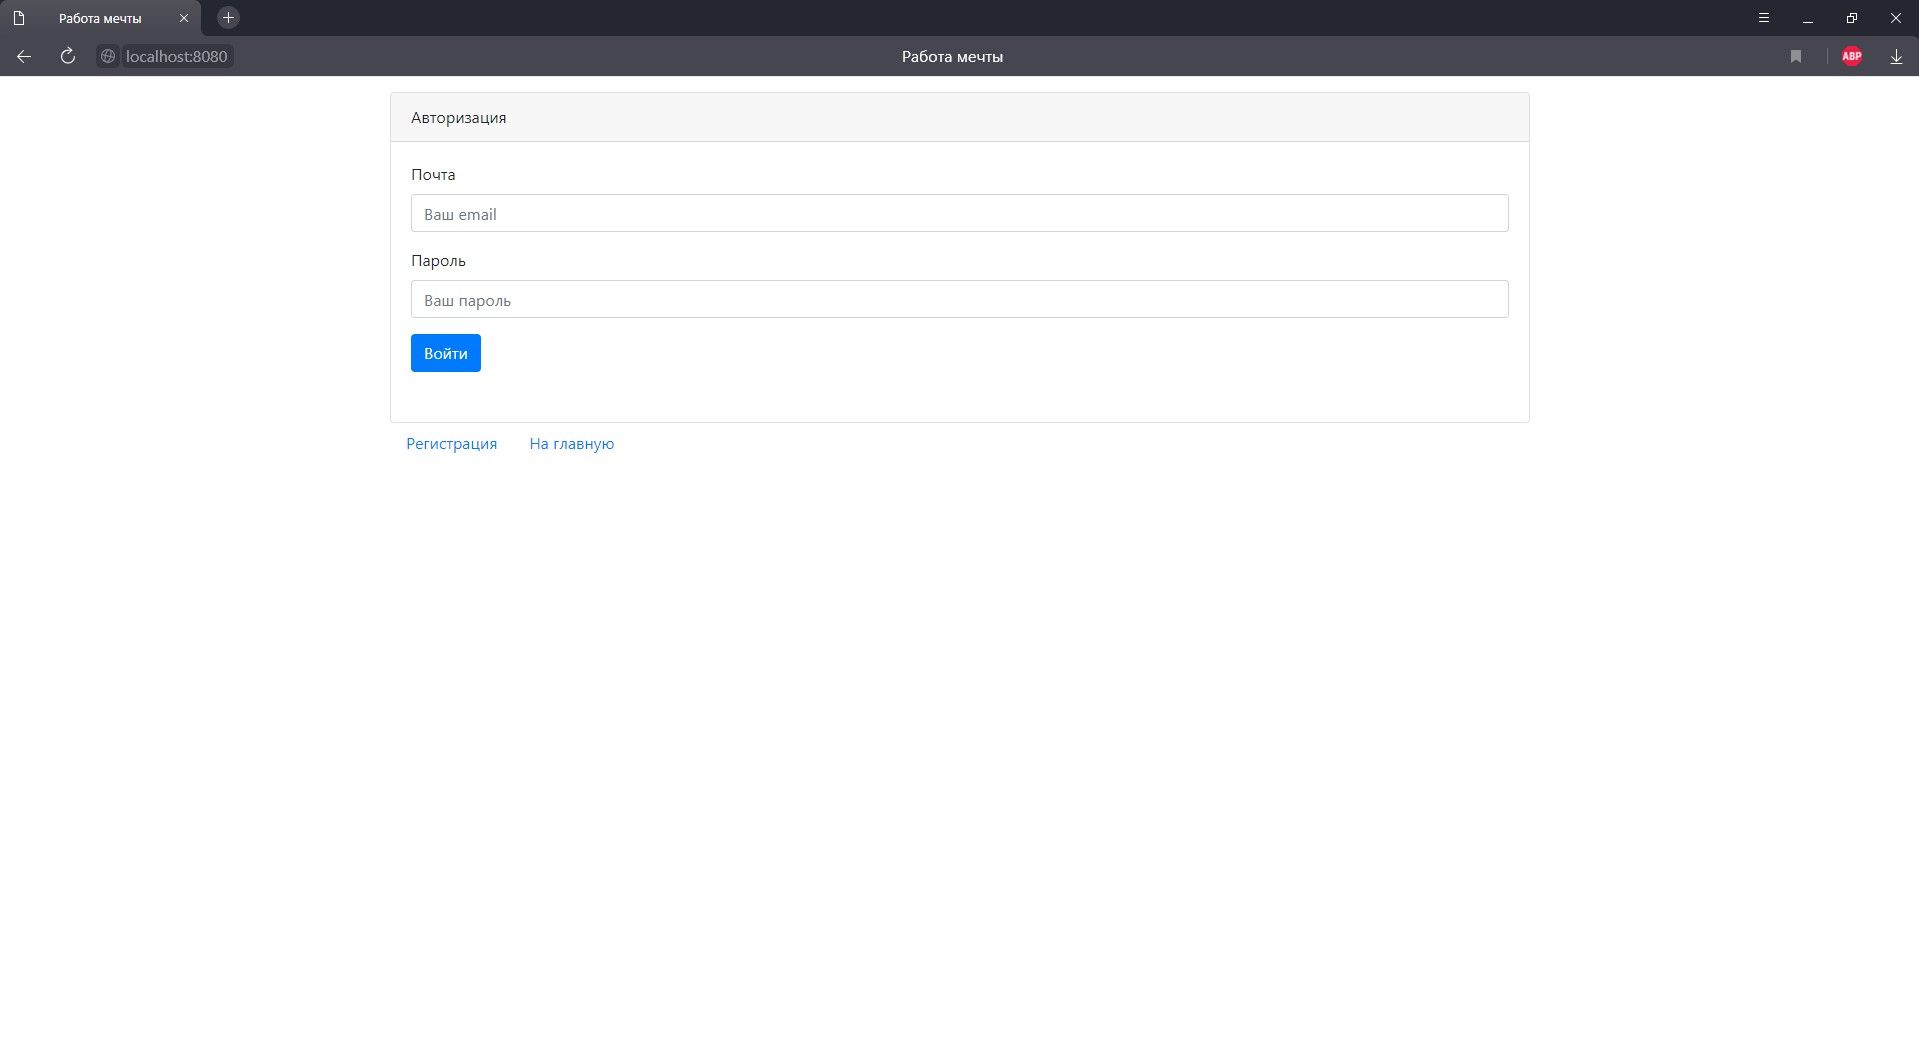 Работа мечты
localhost:8080
Работа мечты
ABP
Авторизация
Почта
Ваш email
Пароль
Ваш пароль
Войти
Регистрация На главную